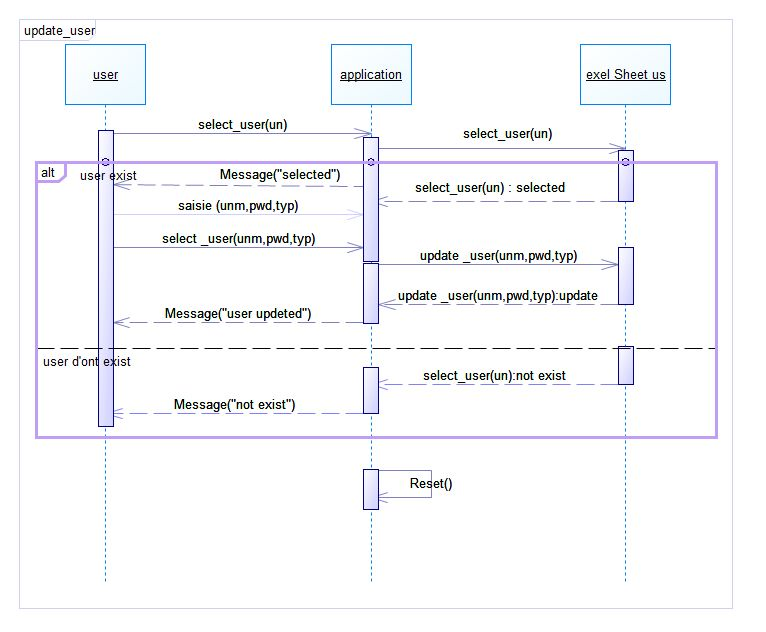 update_user
user
application
exel Sheet us
select_user(un)
select_user(un)
alt
user exist
Message("selected")
select_user(un) : selected
saisie (unm,pwd,typ)
select _user(unm,pwd,typ)
update _user(unm,pwd,typ)
update _user(unm,pwd,typ):update
Message("user updeted")
user d'ont exist
select_user(un):not exist
Message("not exist")
Reset()